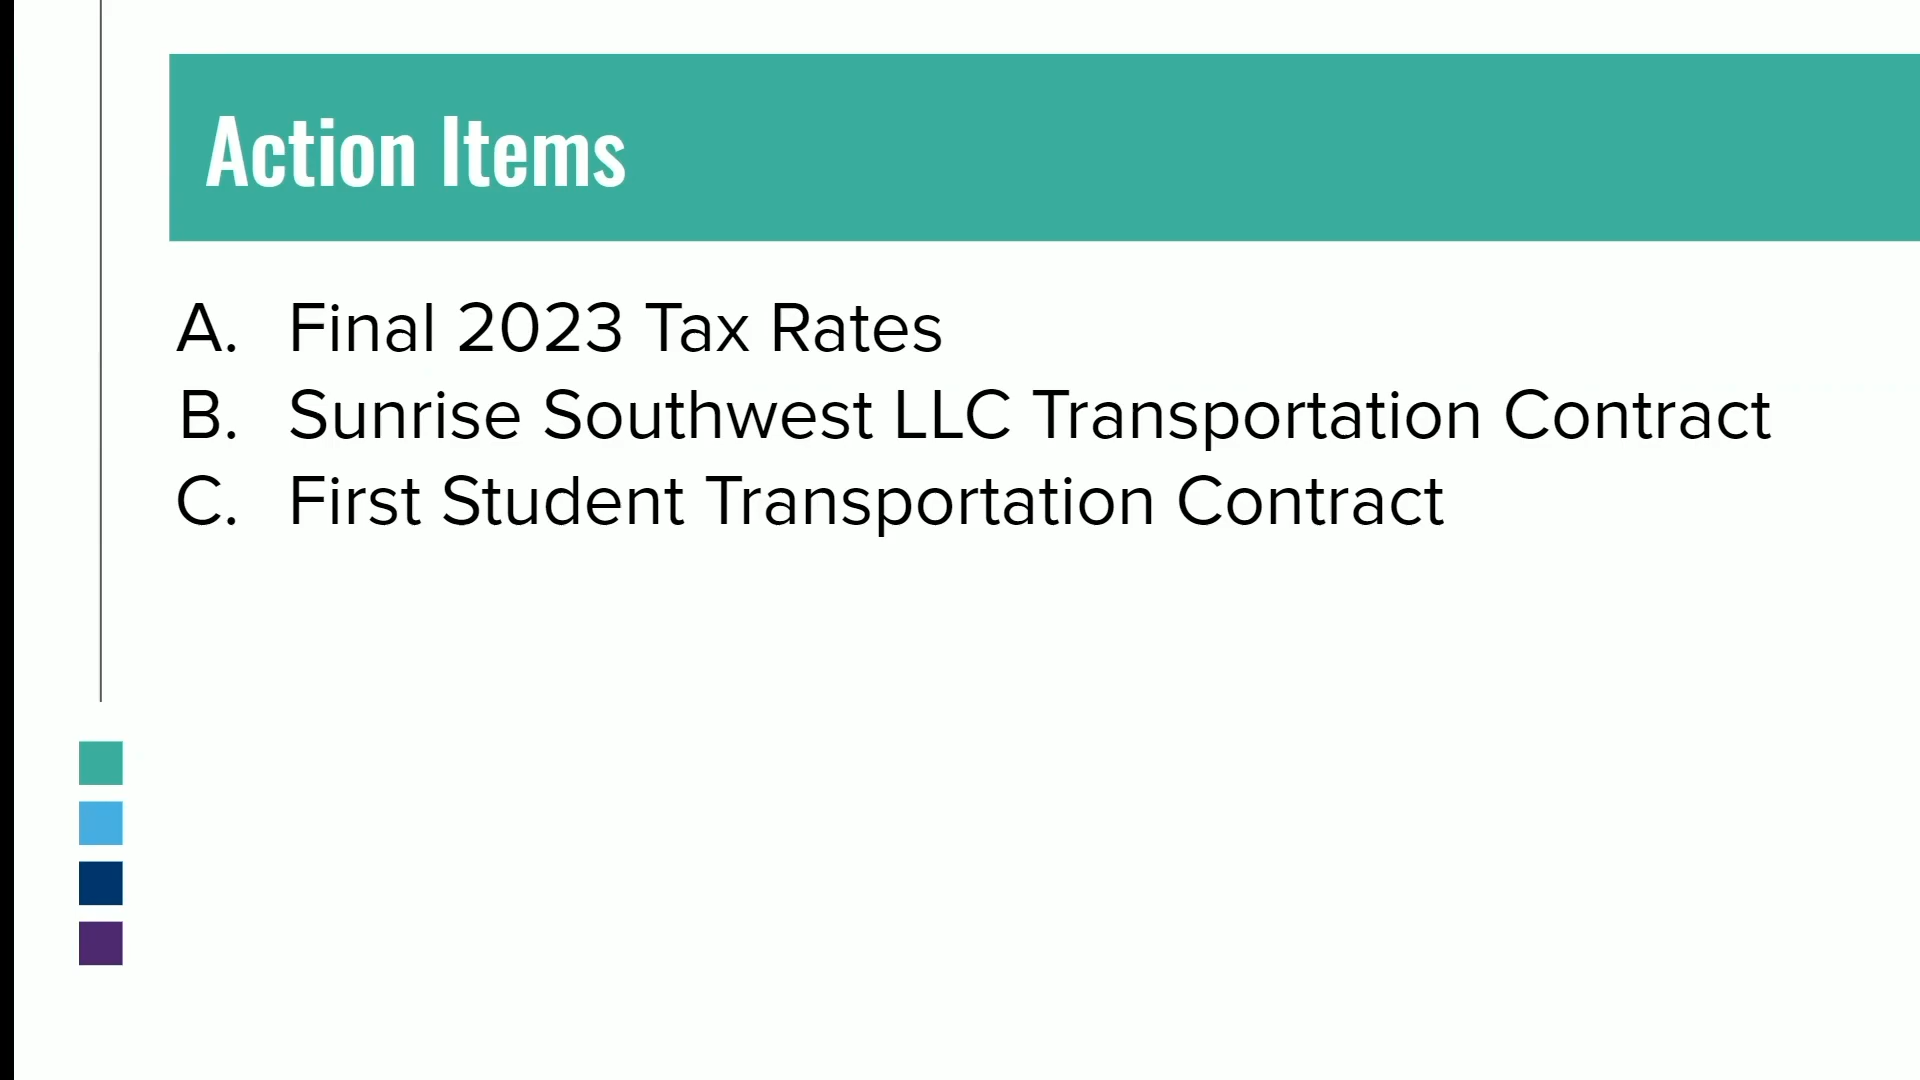 Action Items
A. Final 2023 Tax Rates
B. Sunrise Southwest LLC Transportation Contract
C. First Student Transportation Contract